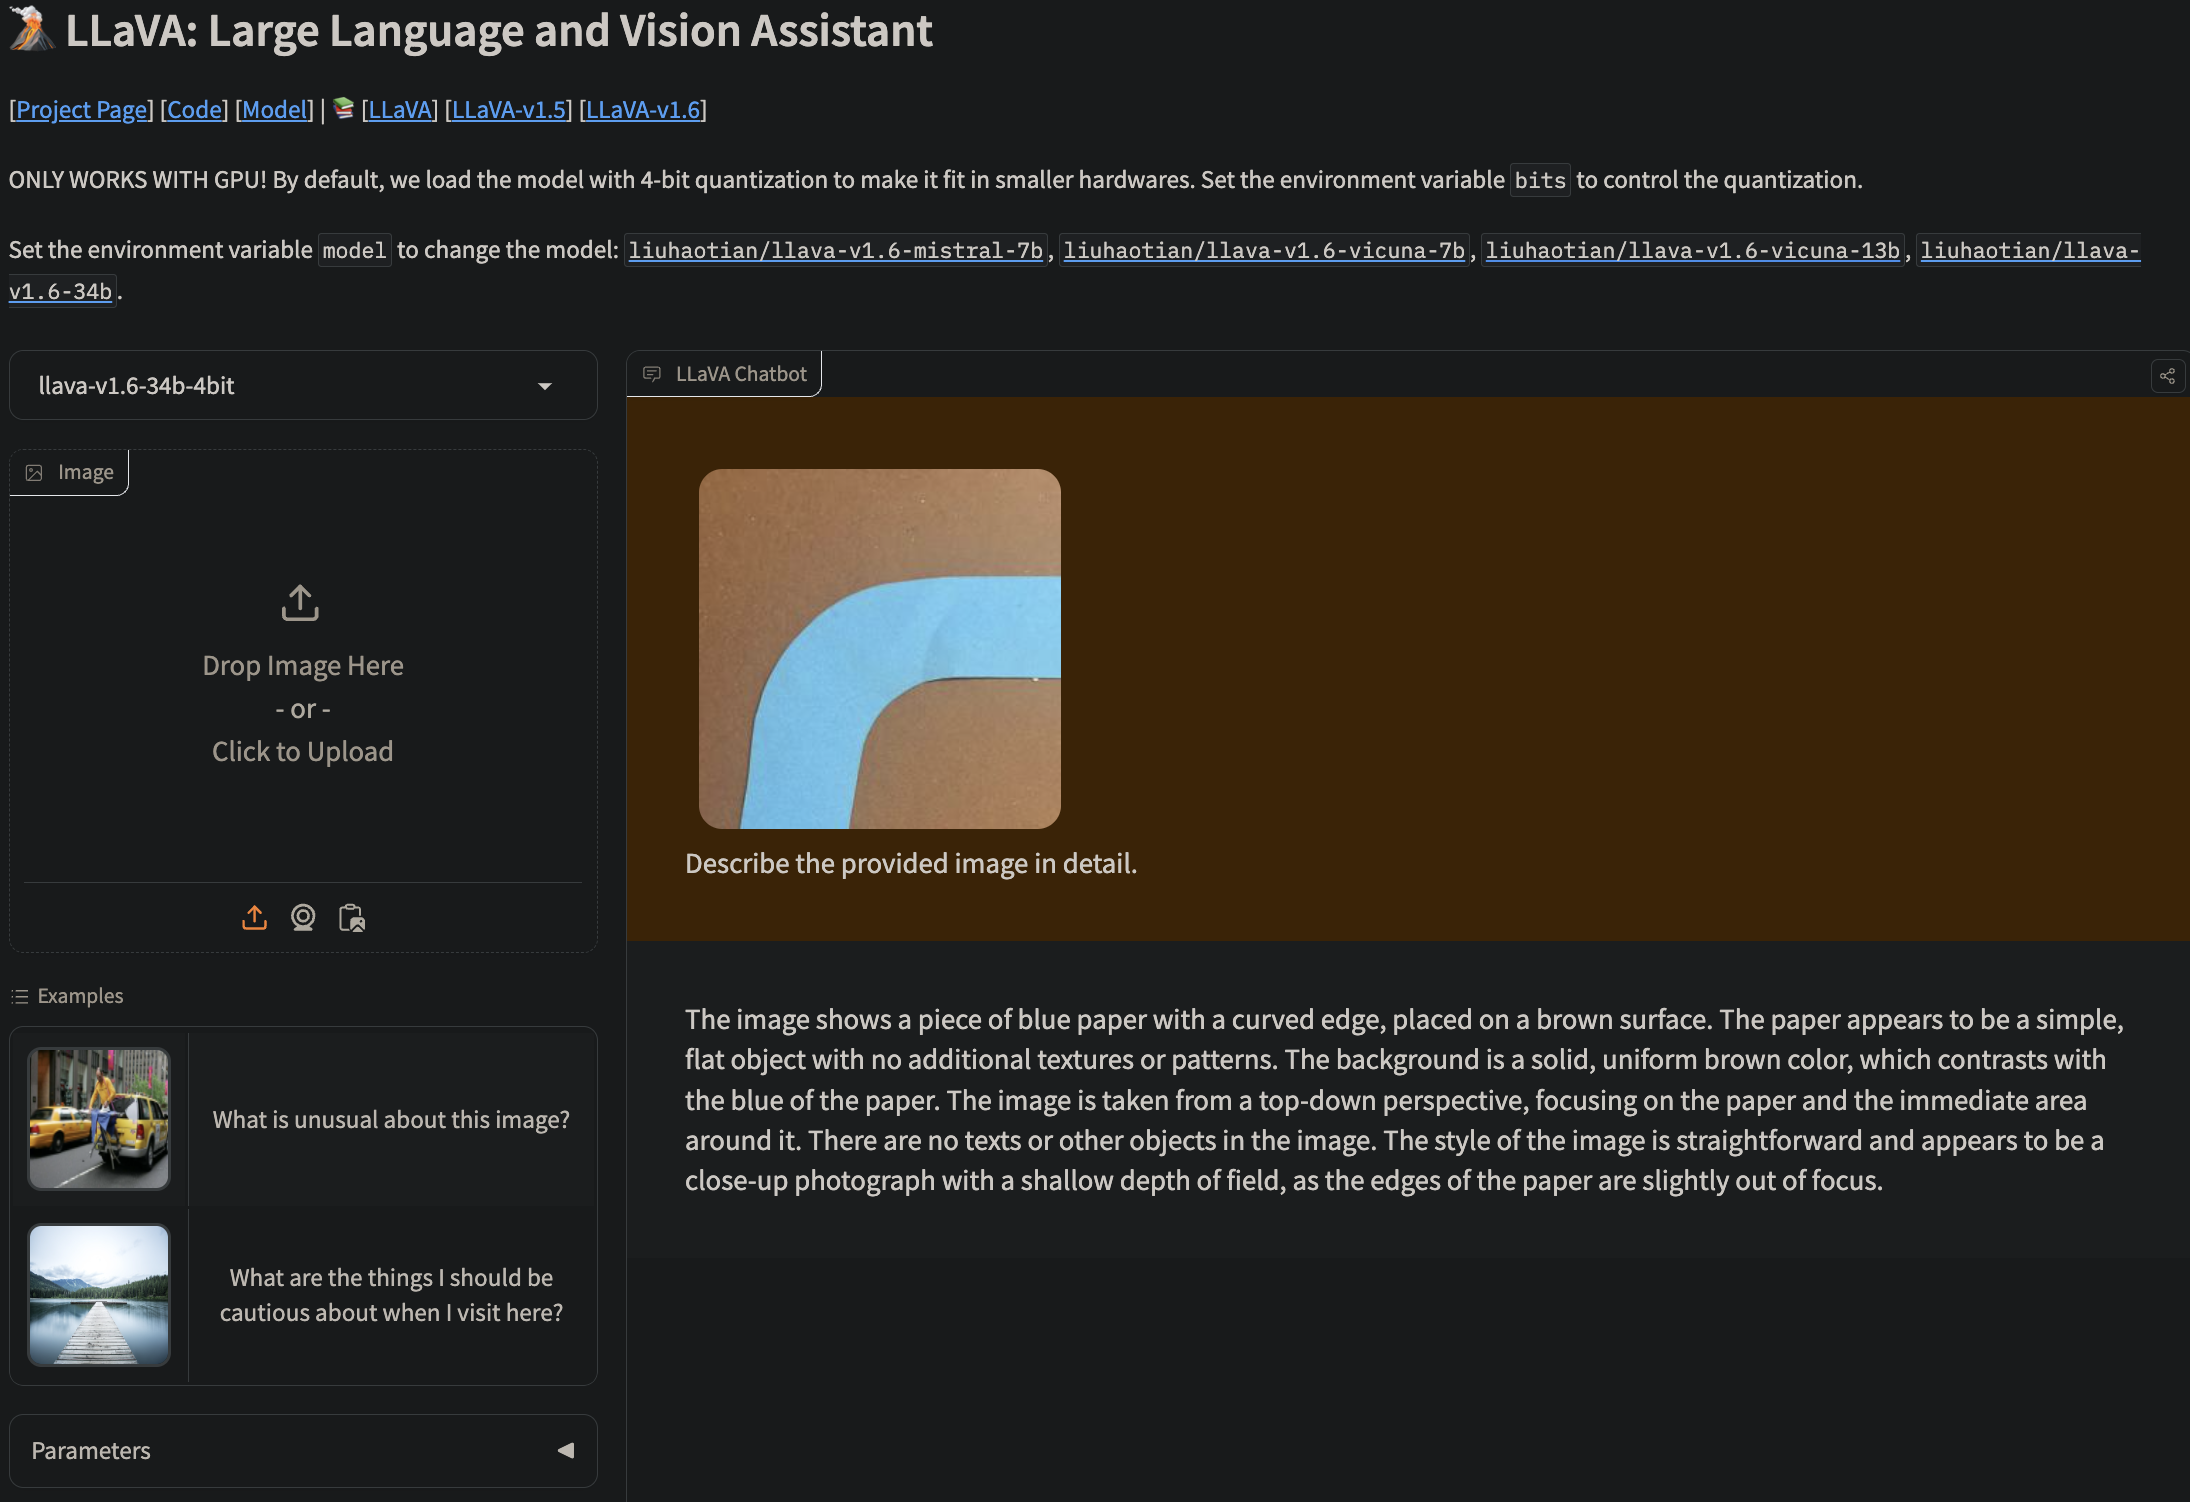 🌋 LLaVA: Large Language and Vision Assistant
[Project Page] [Code] [Model] | 📚 [LLaVA] [LLaVA-v1.5] [LLaVA-v1.6]
ONLY WORKS WITH GPU! By default, we load the model with 4-bit quantization to make it fit in smaller hardwares. Set the environment variable bits to control the quantization.
Set the environment variable model to change the model: liuhaotian/llava-v1.6-mistral-7b, liuhaotian/llava-v1.6-vicuna-7b, liuhaotian/llava-v1.6-vicuna-13b, liuhaotian/llava-
v1.6-34b.
llava-v1.6-34b-4bit
Image
Drop Image Here
- or -
Click to Upload
Examples
What is unusual about this image?
What are the things I should be
cautious about when I visit here?
Parameters
LLaVA Chatbot
Describe the provided image in detail.
The image shows a piece of blue paper with a curved edge, placed on a brown surface. The paper appears to be a simple,
flat object with no additional textures or patterns. The background is a solid, uniform brown color, which contrasts with
the blue of the paper. The image is taken from a top-down perspective, focusing on the paper and the immediate area
around it. There are no texts or other objects in the image. The style of the image is straightforward and appears to be a
close-up photograph with a shallow depth of field, as the edges of the paper are slightly out of focus.